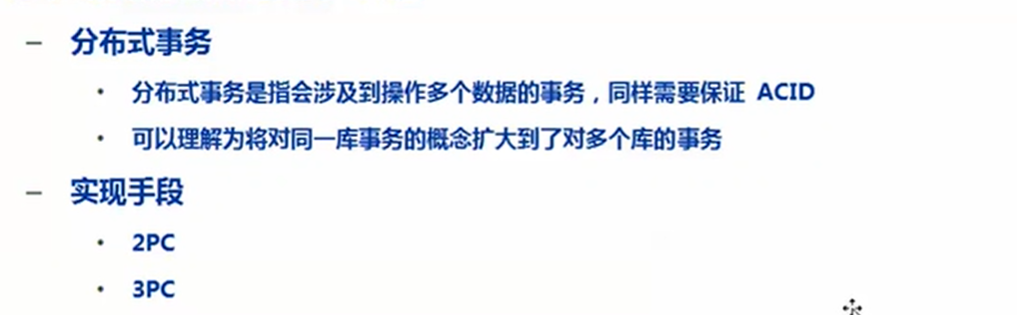 – 分布式事务
• 分布式事务是指会涉及到操作多个数据的事务，同样需要保证 ACID
• 可以理解为将对同一库事务的概念扩大到了对多个库的事务
– 实现手段
• 2PC
• 3PC